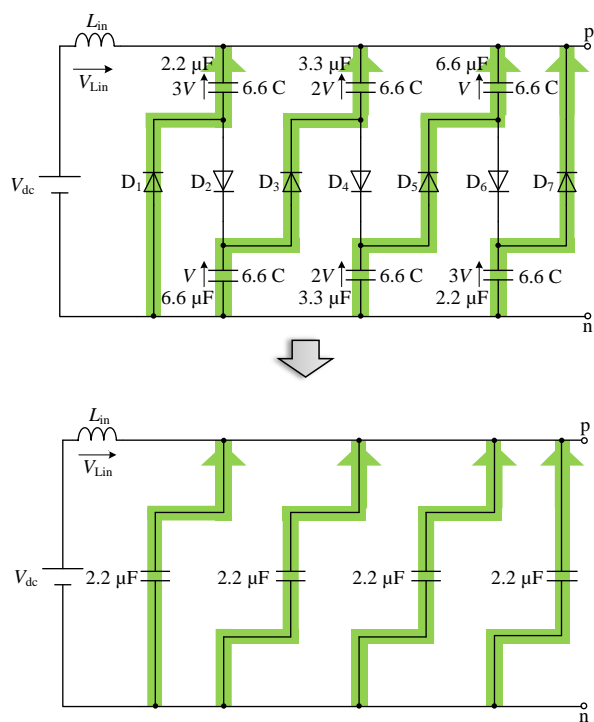 L_in p
V_Lin
2.2 μF 3.3 μF 6.6 μF
3V 6.6 C 2V 6.6 C V 6.6 C
V_dc D_1 D_2 D_3 D_4 D_5 D_6 D_7
V 6.6 C 2V 6.6 C 3V 6.6 C
6.6 μF 3.3 μF 2.2 μF
n
L_in p
V_Lin
V_dc 2.2 μF 2.2 μF 2.2 μF 2.2 μF
n